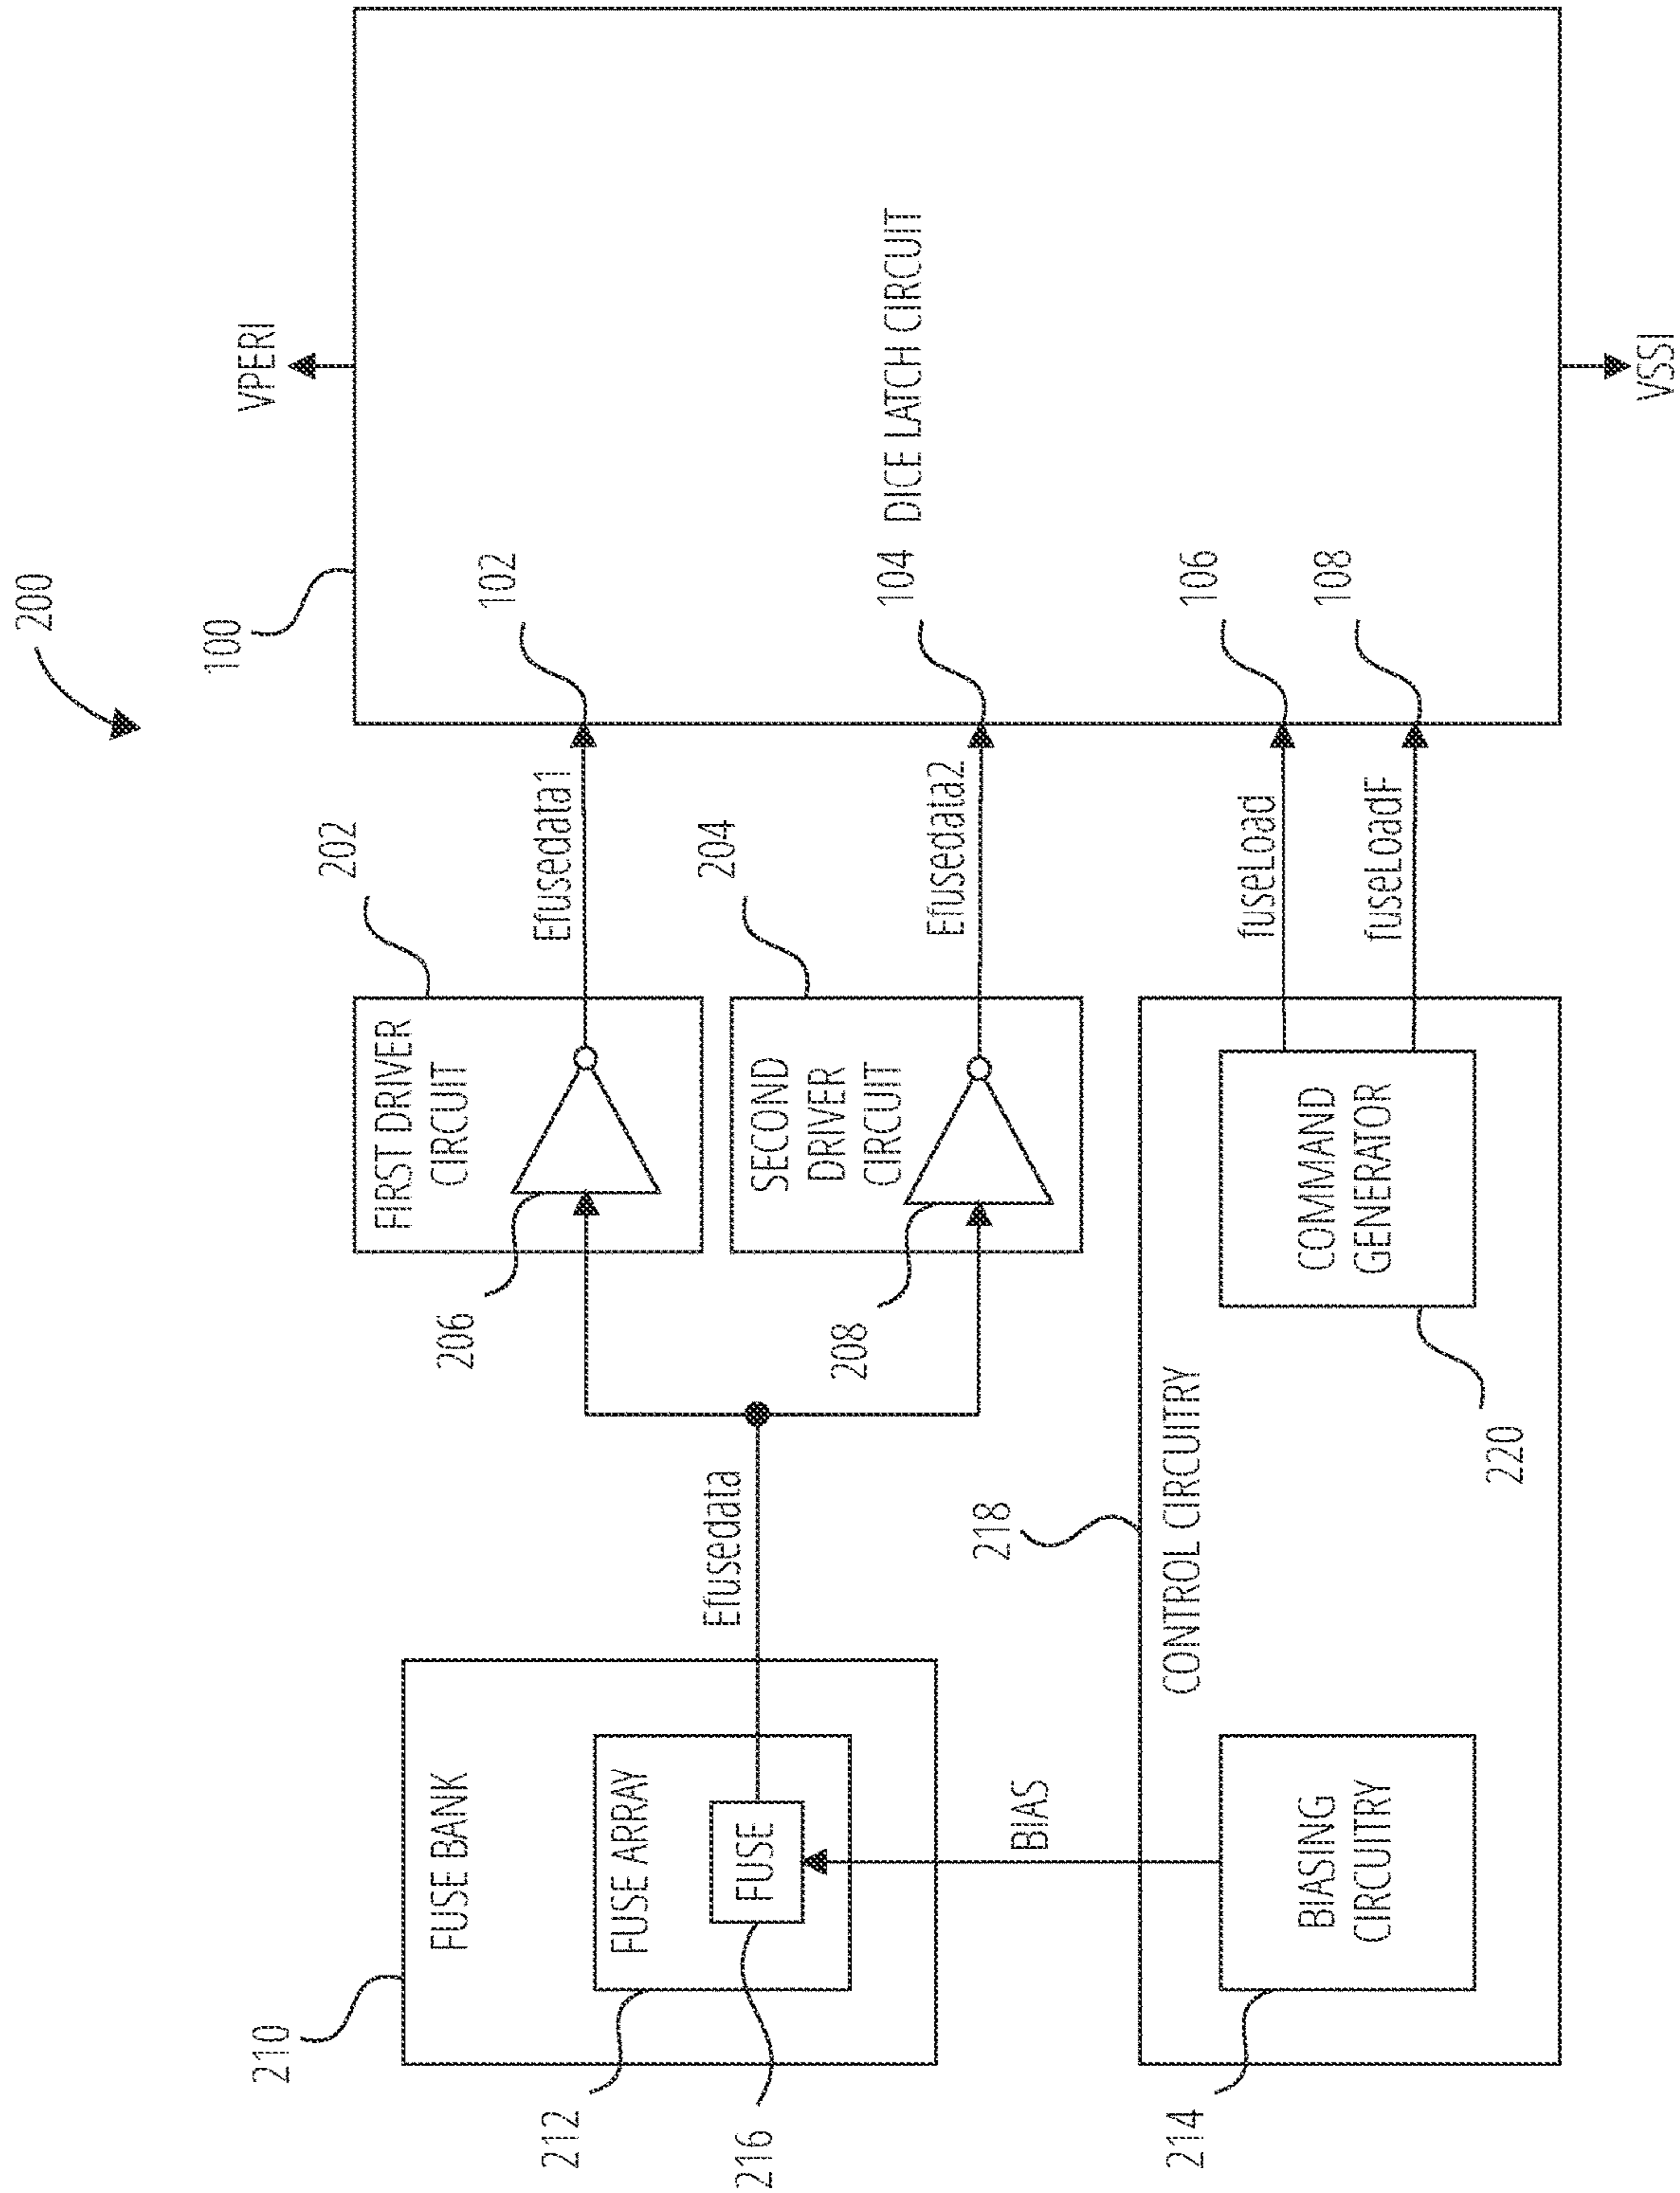 200
VPERI
100
210
FUSE BANK
212
FUSE ARRAY
216
FUSE
Efusedata
206
FIRST DRIVER
CIRCUIT
202
Efusedata1
102
208
SECOND
DRIVER
CIRCUIT
204
Efusedata2
104
DICE LATCH CIRCUIT
BIAS
218
CONTROL CIRCUITRY
214
BIASING
CIRCUITRY
COMMAND
GENERATOR
220
fuseLoad
106
fuseLoadF
108
VSSI